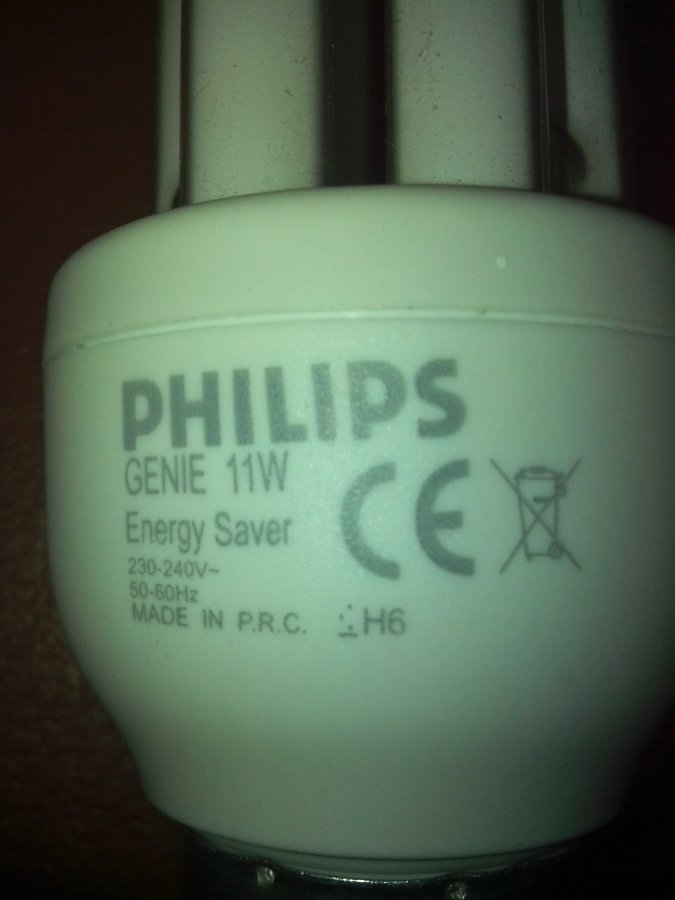 PHILIPS
GENIE 11W
Energy Saver
CE
230-240V~
50-60Hz
MADE IN P.R.C. H6